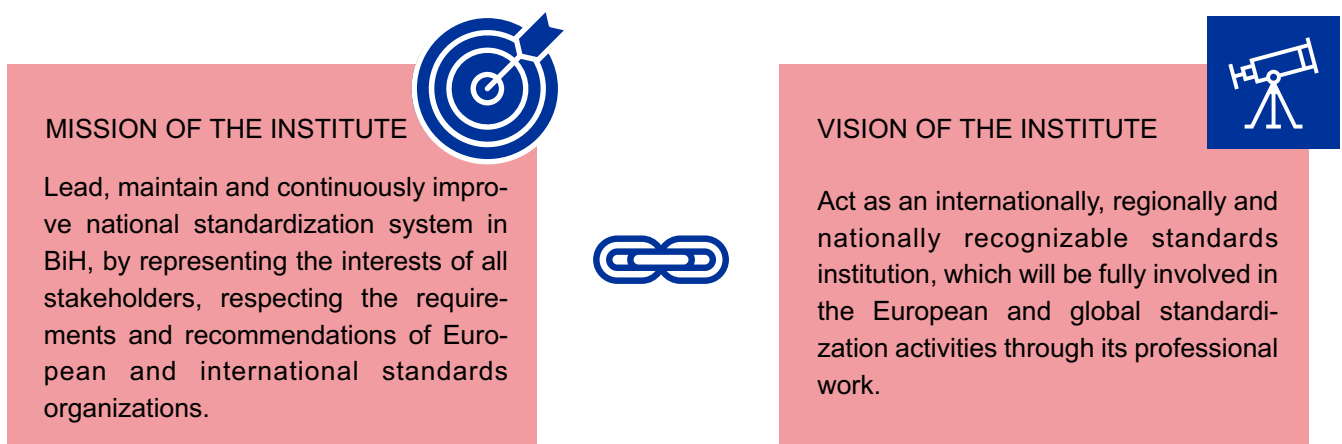 MISSION OF THE INSTITUTE
Lead, maintain and continuously impro-
ve national standardization system in
BiH, by representing the interests of all
stakeholders, respecting the require-
ments and recommendations of Euro-
pean and international standards
organizations.
VISION OF THE INSTITUTE
Act as an internationally, regionally and
nationally recognizable standards
institution, which will be fully involved in
the European and global standardi-
zation activities through its professional
work.